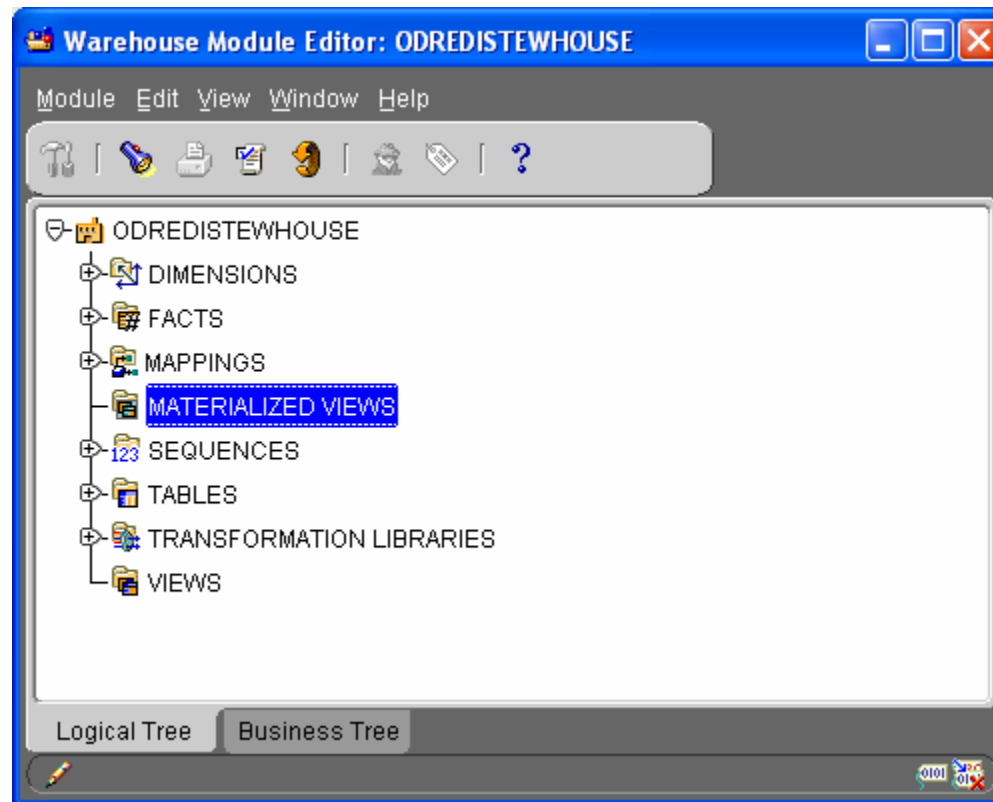 Warehouse Module Editor: ODREDISTEWHOUSE
Module Edit View Window Help
?
ODREDISTEWHOUSE
DIMENSIONS
FACTS
MAPPINGS
MATERIALIZED VIEWS
123 SEQUENCES
TABLES
TRANSFORMATION LIBRARIES
VIEWS
Logical Tree Business Tree
0101